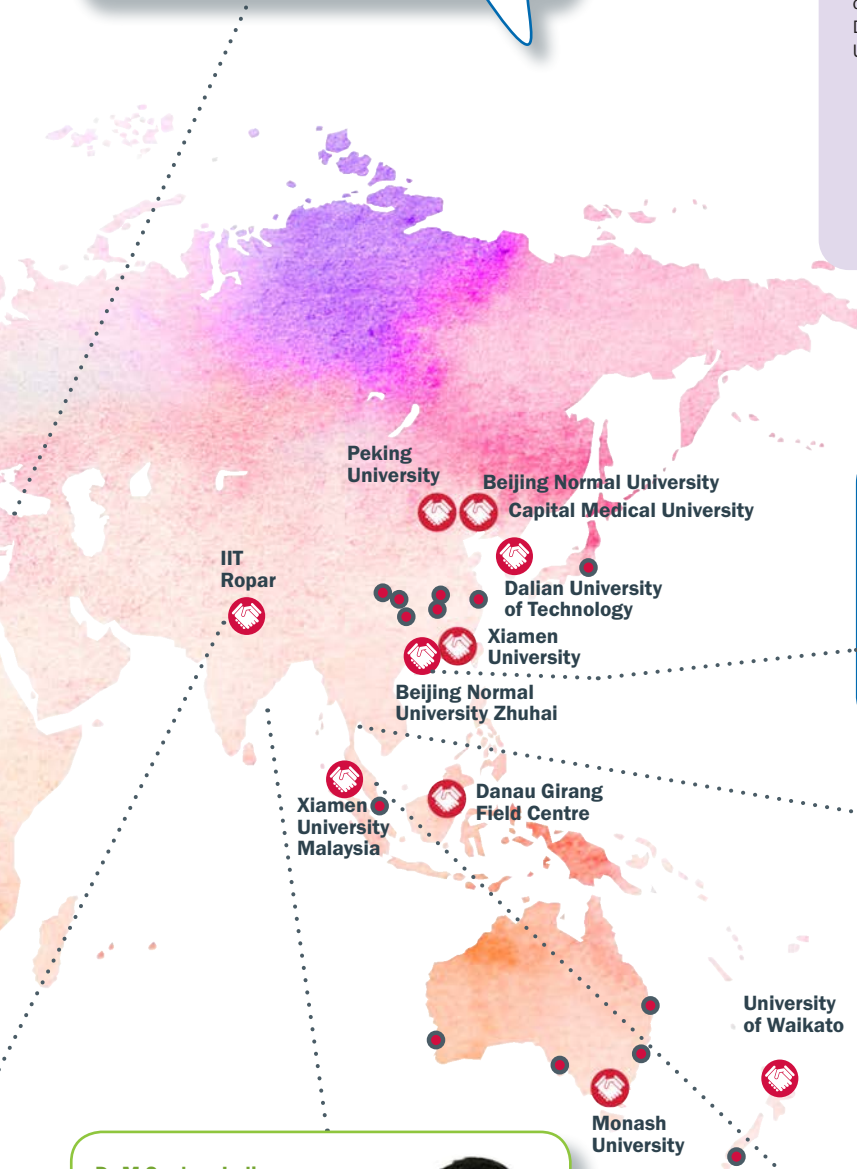 Peking
University
Beijing Normal University
Capital Medical University
IIT
Ropar
Dalian University
of Technology
Xiamen
University
Beijing Normal
University Zhuhai
Danau Girang
Field Centre
Xiamen
University
Malaysia
University
of Waikato
Monash
University